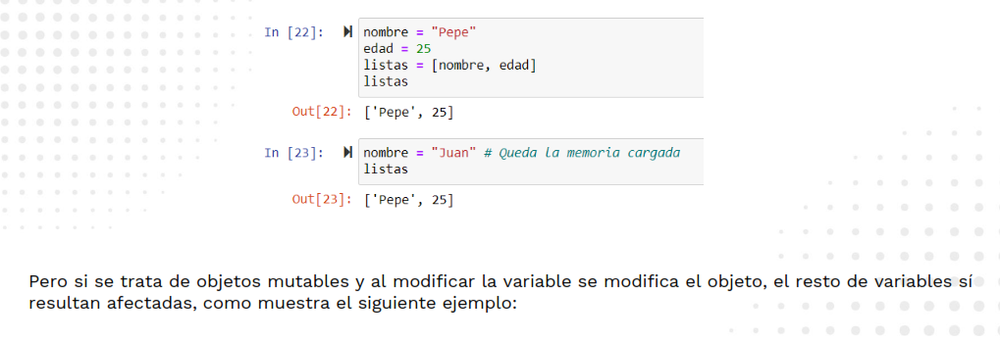 In [22]: nombre = "Pepe"
edad = 25
listas = [nombre, edad]
listas
Out[22]: ['Pepe', 25]
In [23]: nombre = "Juan" # Queda la memoria cargada
listas
Out[23]: ['Pepe', 25]
Pero si se trata de objetos mutables y al modificar la variable se modifica el objeto, el resto de variables sí
resultan afectadas, como muestra el siguiente ejemplo: